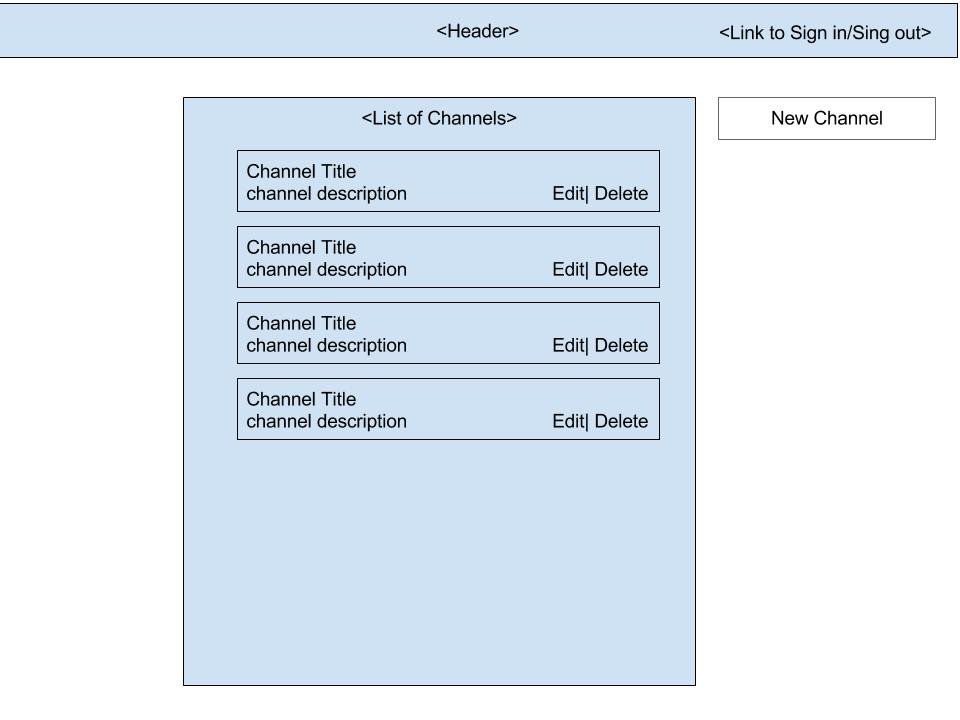 <Header>
<Link to Sign in/Sing out>
<List of Channels>
New Channel
Channel Title
channel description
Edit| Delete
Channel Title
channel description
Edit| Delete
Channel Title
channel description
Edit| Delete
Channel Title
channel description
Edit| Delete